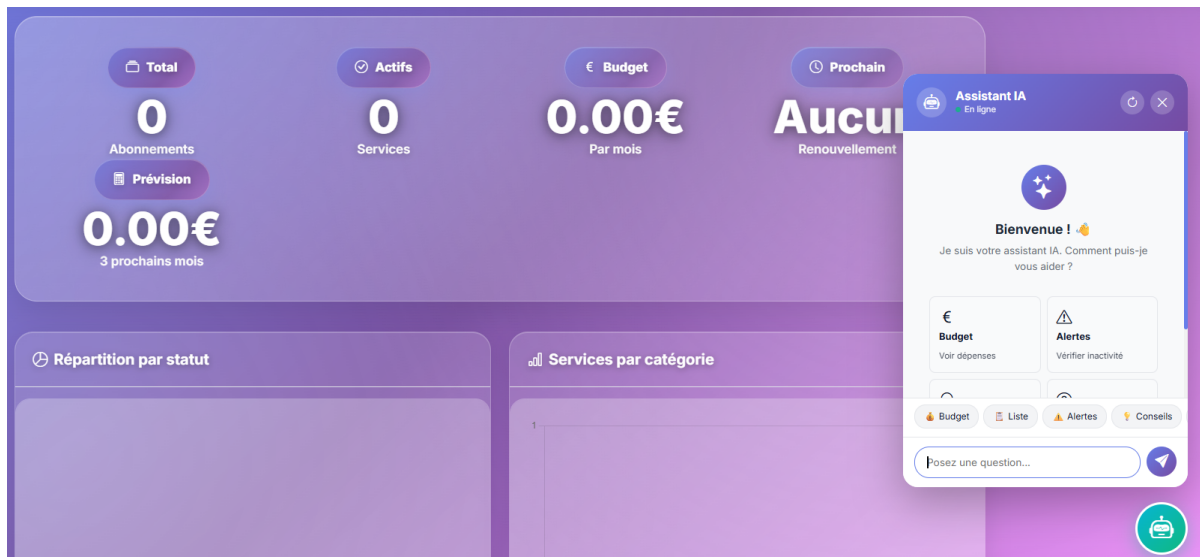 Total
0
Abonnements
Actifs
0
Services
€ Budget
0.00€
Par mois
Prochain
Renouvellement
Prévision
0.00€
3 prochains mois
Répartition par statut
Services par catégorie
1
Assistant IA
En ligne
Bienvenue !
Je suis votre assistant IA. Comment puis-je
vous aider ?
€
Budget
Voir dépenses
Alertes
Vérifier inactivité
Budget
Liste
Alertes
Conseils
Posez une question...